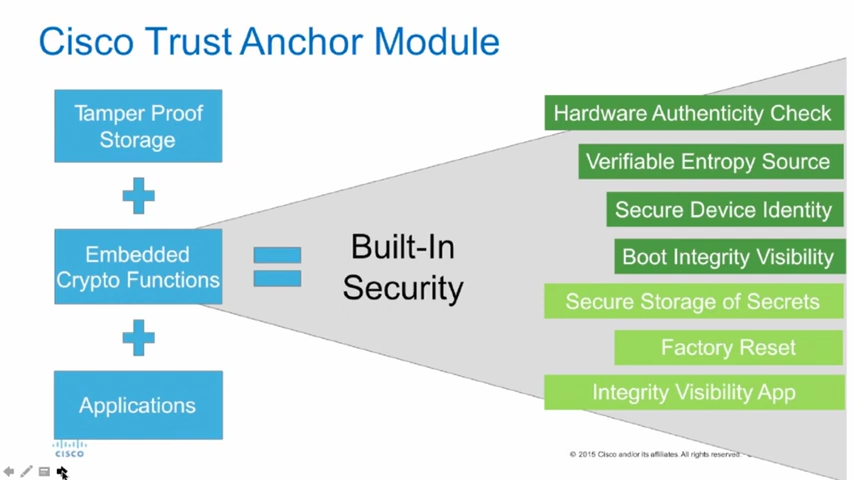 Cisco Trust Anchor Module
Tamper Proof
Storage
Embedded
Crypto Functions
Applications
Built-In
Security
Hardware Authenticity Check
Verifiable Entropy Source
Secure Device Identity
Boot Integrity Visibility
Secure Storage of Secrets
Factory Reset
Integrity Visibility App
CISCO
© 2015 Cisco and/or its affiliates. All rights reserved.